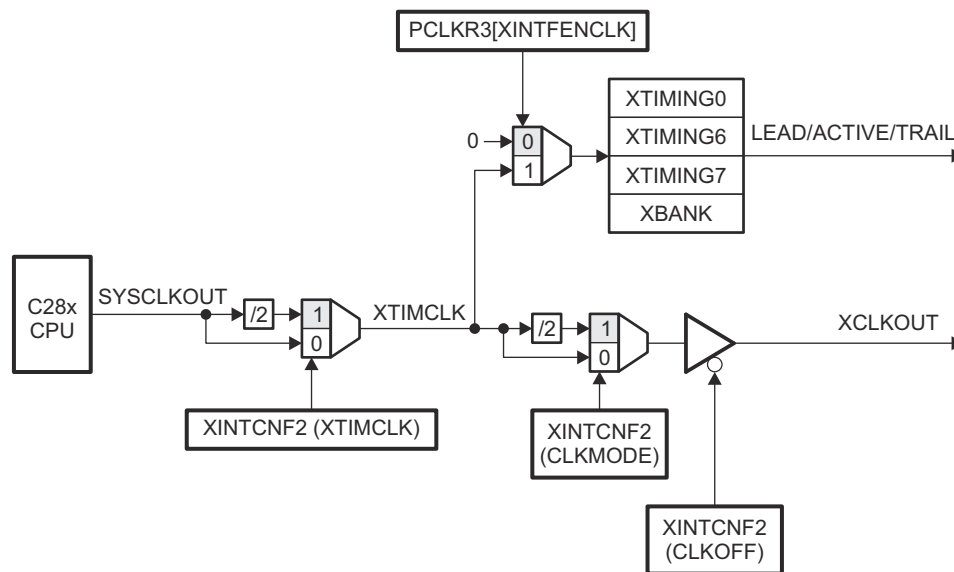 PCLKR3[XINTFENCLK]
XTIMING0
XTIMING6
XTIMING7
XBANK
LEAD/ACTIVE/TRAIL
0
0
1
C28x
CPU
SYSCLKOUT
/2
1
0
XTIMCLK
/2
1
0
XCLKOUT
XINTCNF2 (XTIMCLK)
XINTCNF2
(CLKMODE)
XINTCNF2
(CLKOFF)